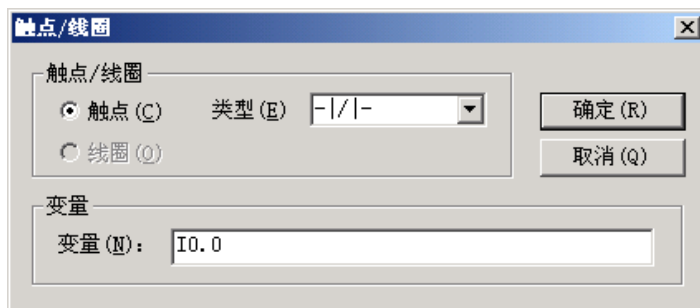 触点/线圈
触点/线圈
触点(C) 类型(E) -|/|-
线圈(O)
确定(R)
取消(Q)
变量
变量(N): I0.0